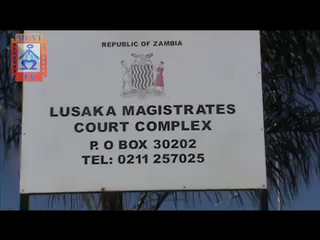 REPUBLIC OF ZAMBIA
LUSAKA MAGISTRATES
COURT COMPLEX
P. O BOX 30202
TEL: 0211 257025